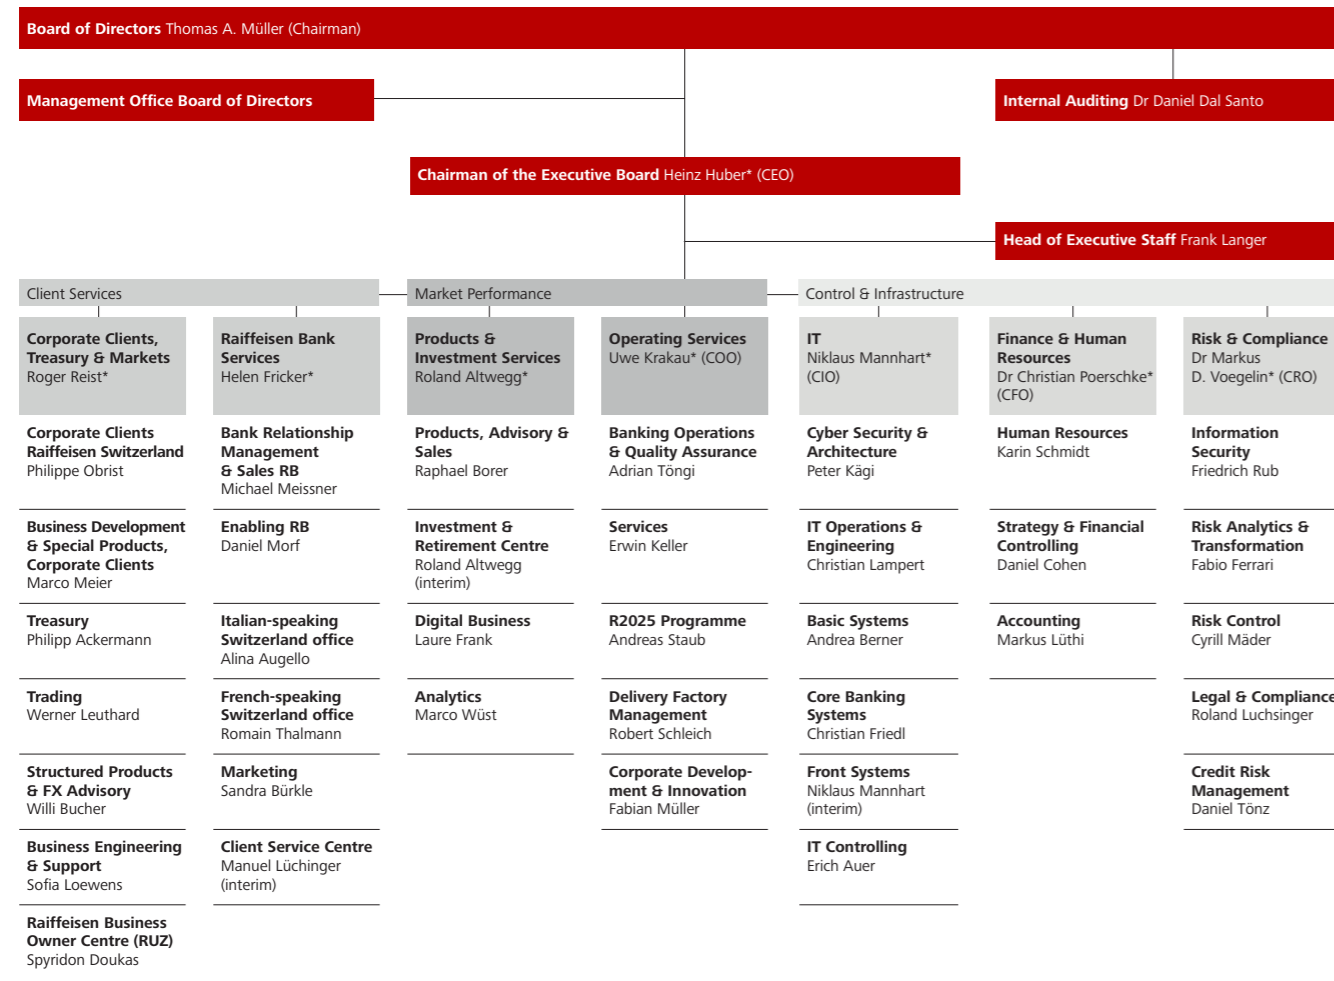 Board of Directors Thomas A. Müller (Chairman)
Management Office Board of Directors
Internal Auditing Dr Daniel Dal Santo
Chairman of the Executive Board Heinz Huber* (CEO)
Head of Executive Staff Frank Langer
Client Services
Market Performance
Control & Infrastructure
Corporate Clients,
Treasury & Markets
Roger Reist*
Corporate Clients
Raiffeisen Switzerland
Philippe Obrist
Business Development
& Special Products,
Corporate Clients
Marco Meier
Treasury
Philipp Ackermann
Trading
Werner Leuthard
Structured Products
& FX Advisory
Willi Bucher
Business Engineering
& Support
Sofia Loewens
Raiffeisen Business
Owner Centre (RUZ)
Spyridon Doukas
Raiffeisen Bank
Services
Helen Fricker*
Bank Relationship
Management
& Sales RB
Michael Meissner
Enabling RB
Daniel Morf
Italian-speaking
Switzerland office
Alina Augello
French-speaking
Switzerland office
Romain Thalmann
Marketing
Sandra Bürkle
Client Service Centre
Manuel Lüchinger
(interim)
Products &
Investment Services
Roland Altwegg*
Products, Advisory &
Sales
Raphael Borer
Investment &
Retirement Centre
Roland Altwegg
(interim)
Digital Business
Laure Frank
Analytics
Marco Wüst
Operating Services
Uwe Krakau* (COO)
Banking Operations
& Quality Assurance
Adrian Töngi
Services
Erwin Keller
R2025 Programme
Andreas Staub
Delivery Factory
Management
Robert Schleich
Corporate Develop-
ment & Innovation
Fabian Müller
IT
Niklaus Mannhart*
(CIO)
Cyber Security &
Architecture
Peter Kägi
IT Operations &
Engineering
Christian Lampert
Basic Systems
Andrea Berner
Core Banking
Systems
Christian Friedl
Front Systems
Niklaus Mannhart
(interim)
IT Controlling
Erich Auer
Finance & Human
Resources
Dr Christian Poerschke*
(CFO)
Human Resources
Karin Schmidt
Strategy & Financial
Controlling
Daniel Cohen
Accounting
Markus Lüthi
Risk & Compliance
Dr Markus
D. Voegelin* (CRO)
Information
Security
Friedrich Rub
Risk Analytics &
Transformation
Fabio Ferrari
Risk Control
Cyrill Mäder
Legal & Compliance
Roland Luchsinger
Credit Risk
Management
Daniel Tönz